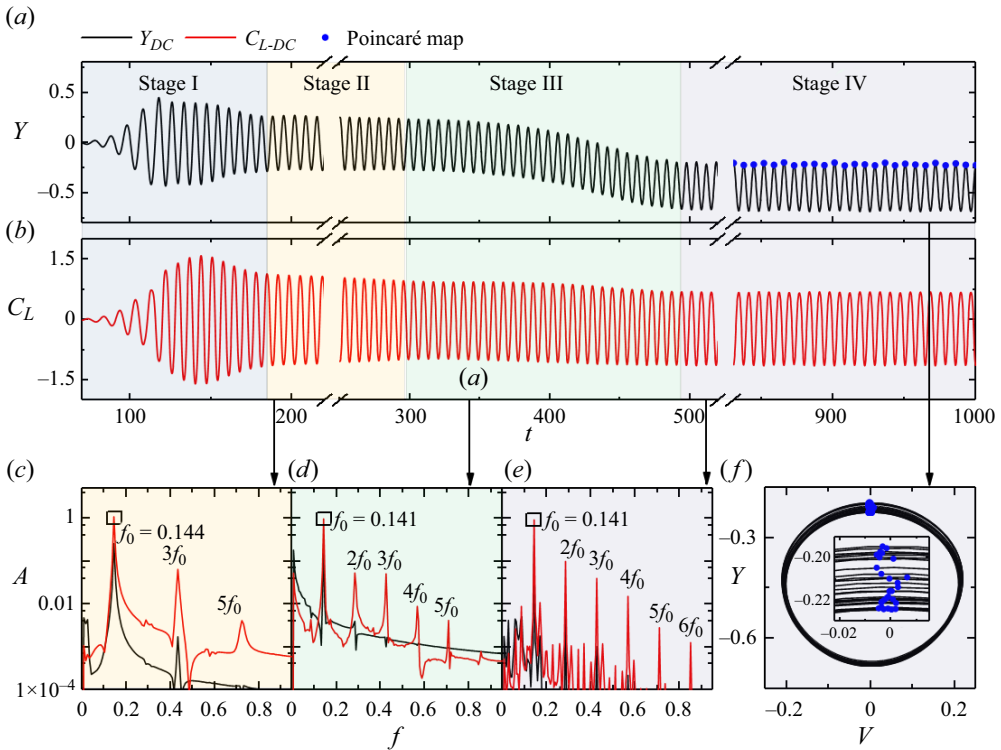 (a)
Y_DC C_L-DC Poincaré map
Stage I Stage II Stage III Stage IV
0.5
Y 0
–0.5
(b)
1.5
C_L 0
–1.5
(a)
100 200 300 400 500 900 1000
t
(c) (d) (e) (f)
1 f_0 = 0.144 f_0 = 0.141 f_0 = 0.141
3f_0 2f_0 3f_0 2f_0 3f_0 –0.3
A 4f_0 4f_0 –0.20 Y
0.01 5f_0 5f_0 5f_0 6f_0 –0.22
–0.02 0 –0.6
1×10⁻⁴
0 0.2 0.4 0.6 0.8 0 0.2 0.4 0.6 0.8 0 0.2 0.4 0.6 0.8 –0.2 0 0.2
f V